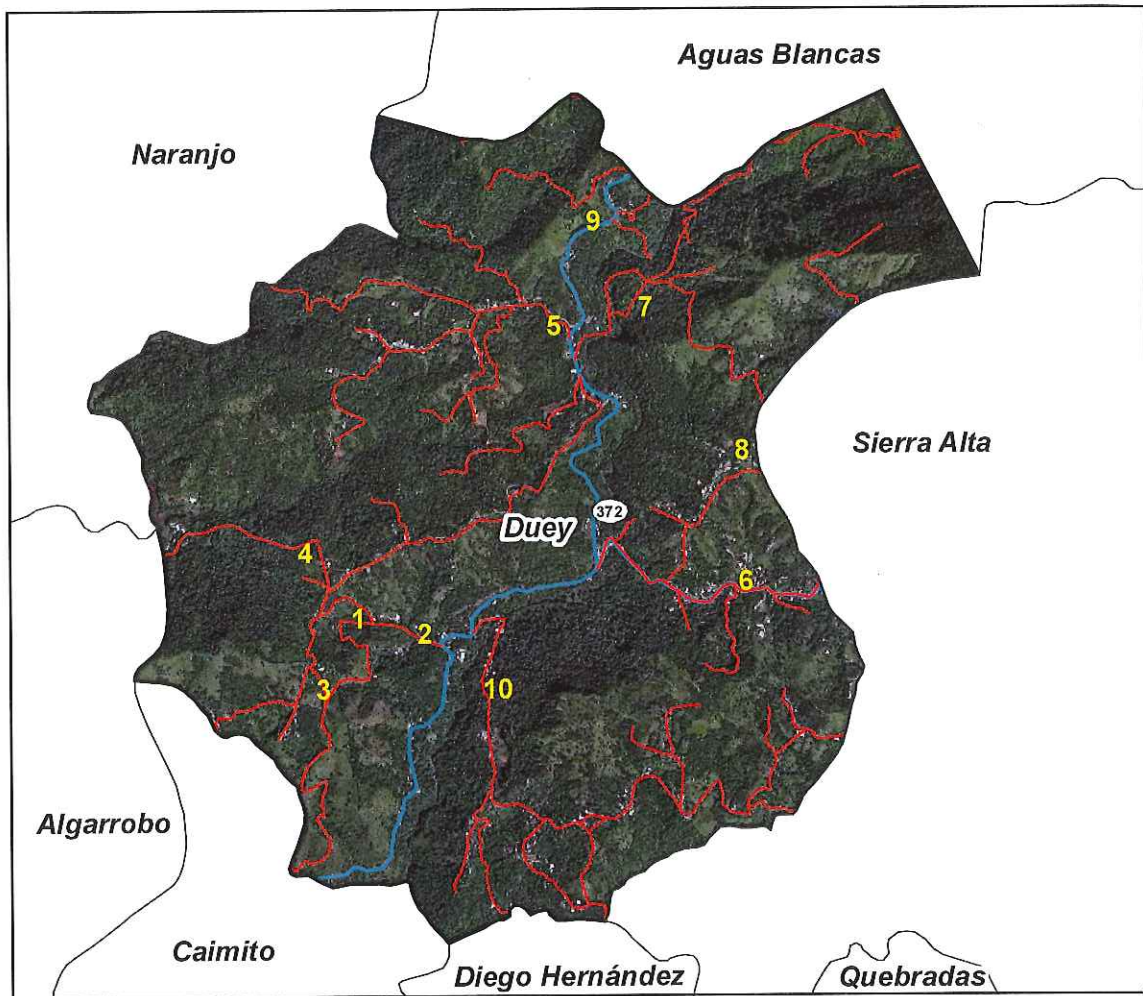 Aguas Blancas
Naranjo
9
5
7
Sierra Alta
8
372
Duey
4
6
1
2
3
10
Algarrobo
Caimito
Diego Hernández
Quebradas